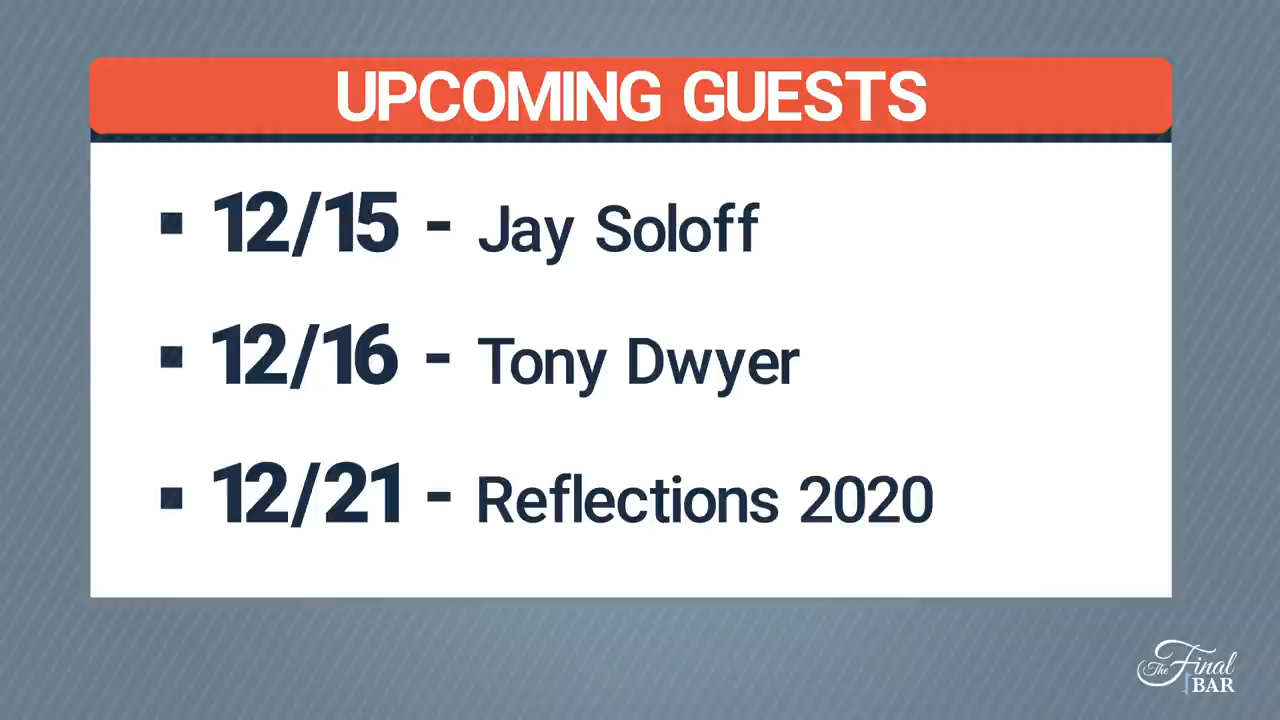 UPCOMING GUESTS
▪ 12/15 - Jay Soloff
▪ 12/16 - Tony Dwyer
▪ 12/21 - Reflections 2020
The Final
BAR